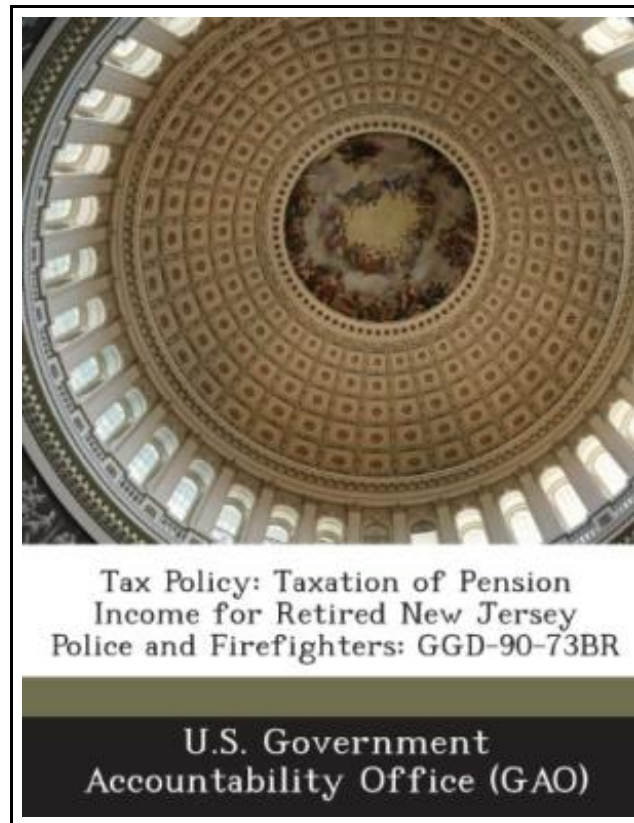 Tax Policy: Taxation of Pension
Income for Retired New Jersey
Police and Firefighters: GGD-90-73BR
U.S. Government
Accountability Office (GAO)